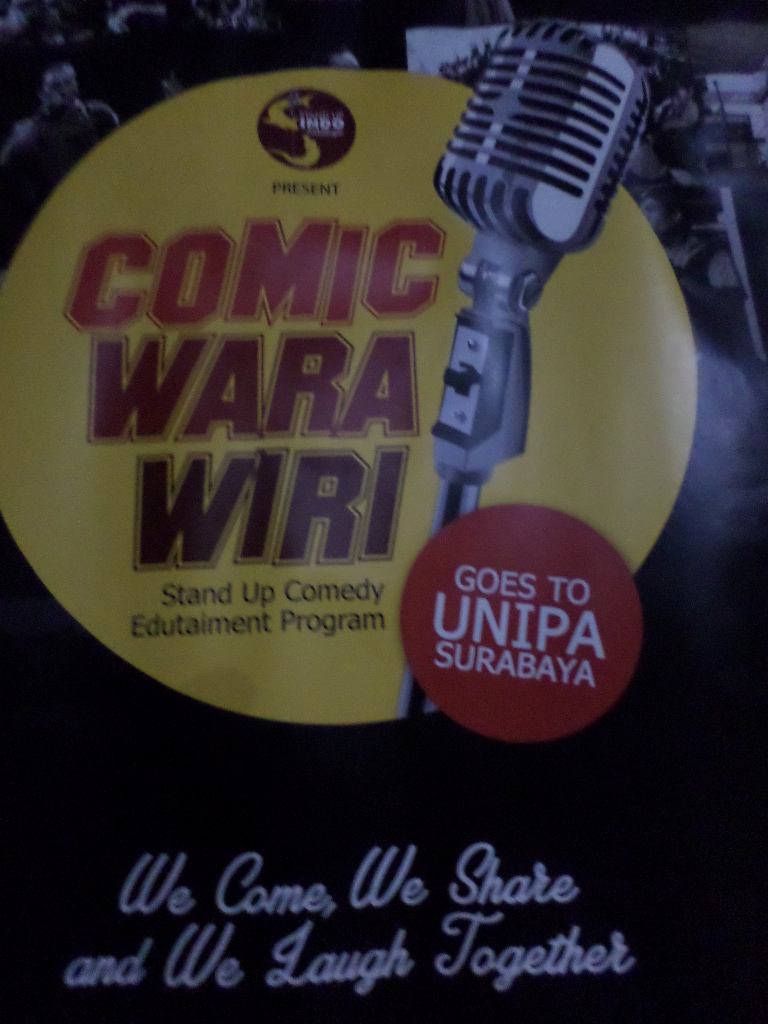 INDO
PRESENT
COMIC
WARA
WIRI
Stand Up Comedy
Edutaiment Program
GOES TO
UNIPA
SURABAYA
We Come, We Share
and We Laugh Together